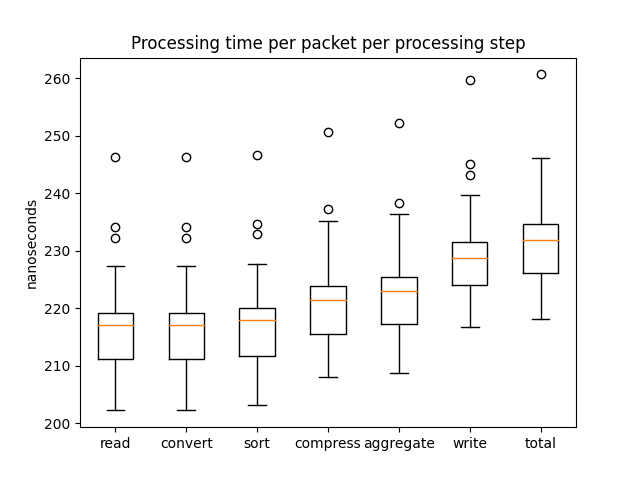 Processing time per packet per processing step
nanoseconds
260
250
240
230
220
210
200
read convert sort compress aggregate write total